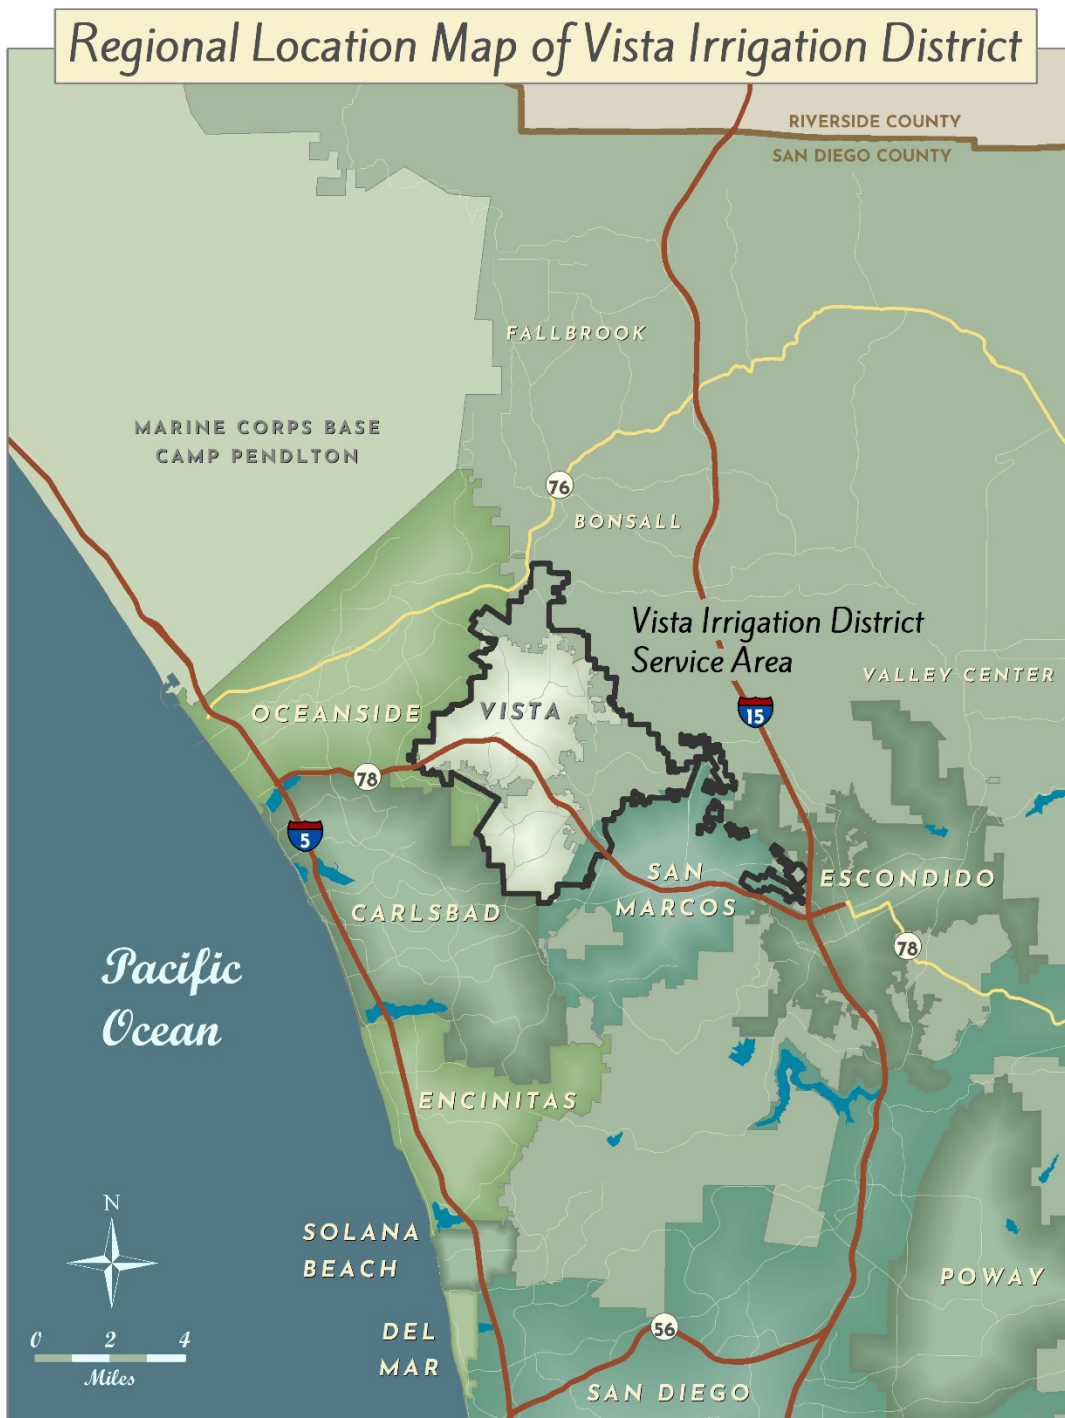 Regional Location Map of Vista Irrigation District
RIVERSIDE COUNTY
SAN DIEGO COUNTY
FALLBROOK
MARINE CORPS BASE
CAMP PENDLTON
76
BONSALL
Vista Irrigation District
Service Area
VALLEY CENTER
OCEANSIDE
VISTA
15
78
5
SAN
MARCOS
ESCONDIDO
CARLSBAD
78
Pacific
Ocean
ENCINITAS
N
SOLANA
BEACH
POWAY
DEL
MAR
56
0 2 4
Miles
SAN DIEGO